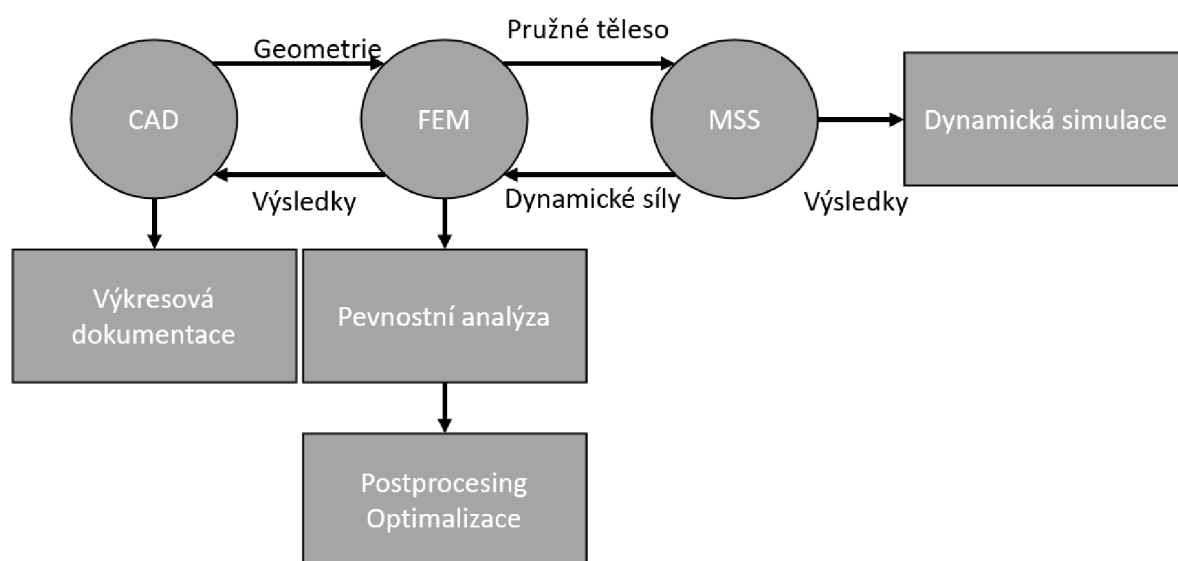 Geometrie
Pružné těleso
CAD
FEM
MSS
Dynamická simulace
Výsledky
Dynamické síly
Výsledky
Výkresová
dokumentace
Pevnostní analýza
Postprocesing
Optimalizace